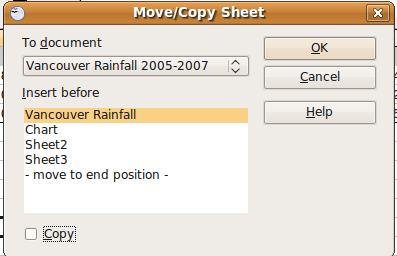 Move/Copy Sheet
To document
Vancouver Rainfall 2005-2007
Insert before
Vancouver Rainfall
Chart
Sheet2
Sheet3
- move to end position -
Copy
OK
Cancel
Help